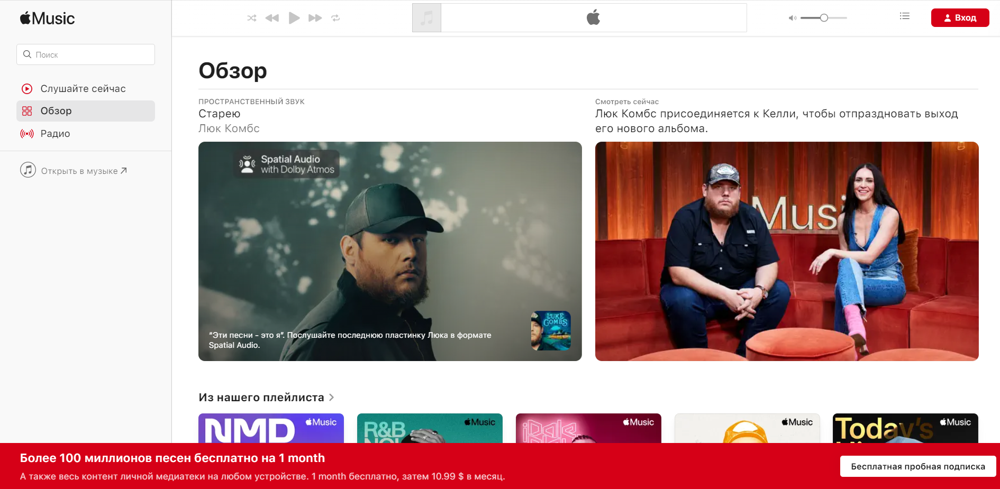 Music
Вход
Поиск
Слушайте сейчас
Обзор
Радио
Открыть в музыке
Обзор
ПРОСТРАНСТВЕННЫЙ ЗВУК
Старею
Люк Комбс
Spatial Audio
with Dolby Atmos
“Эти песни - это я”. Послушайте последнюю пластинку Люка в формате
Spatial Audio.
LUKE
COMBS
Смотреть сейчас
Люк Комбс присоединяется к Келли, чтобы отпраздновать выход
его нового альбома.
Musi
Из нашего плейлиста
NMD
Music
R&B
NOW
Music
Music
Music
Today's
Music
Более 100 миллионов песен бесплатно на 1 month
А также весь контент личной медиатеки на любом устройстве. 1 month бесплатно, затем 10.99 $ в месяц.
Бесплатная пробная подписка